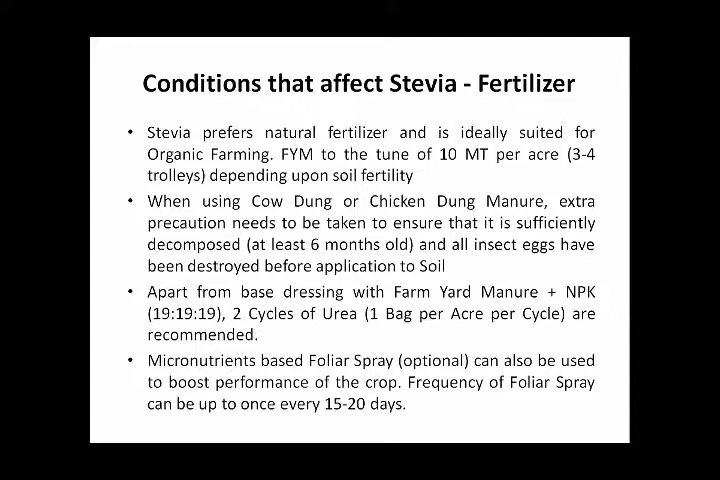 Conditions that affect Stevia - Fertilizer
• Stevia prefers natural fertilizer and is ideally suited for
Organic Farming. FYM to the tune of 10 MT per acre (3-4
trolleys) depending upon soil fertility
• When using Cow Dung or Chicken Dung Manure, extra
precaution needs to be taken to ensure that it is sufficiently
decomposed (at least 6 months old) and all insect eggs have
been destroyed before application to Soil
• Apart from base dressing with Farm Yard Manure + NPK
(19:19:19), 2 Cycles of Urea (1 Bag per Acre per Cycle) are
recommended.
• Micronutrients based Foliar Spray (optional) can also be used
to boost performance of the crop. Frequency of Foliar Spray
can be up to once every 15-20 days.